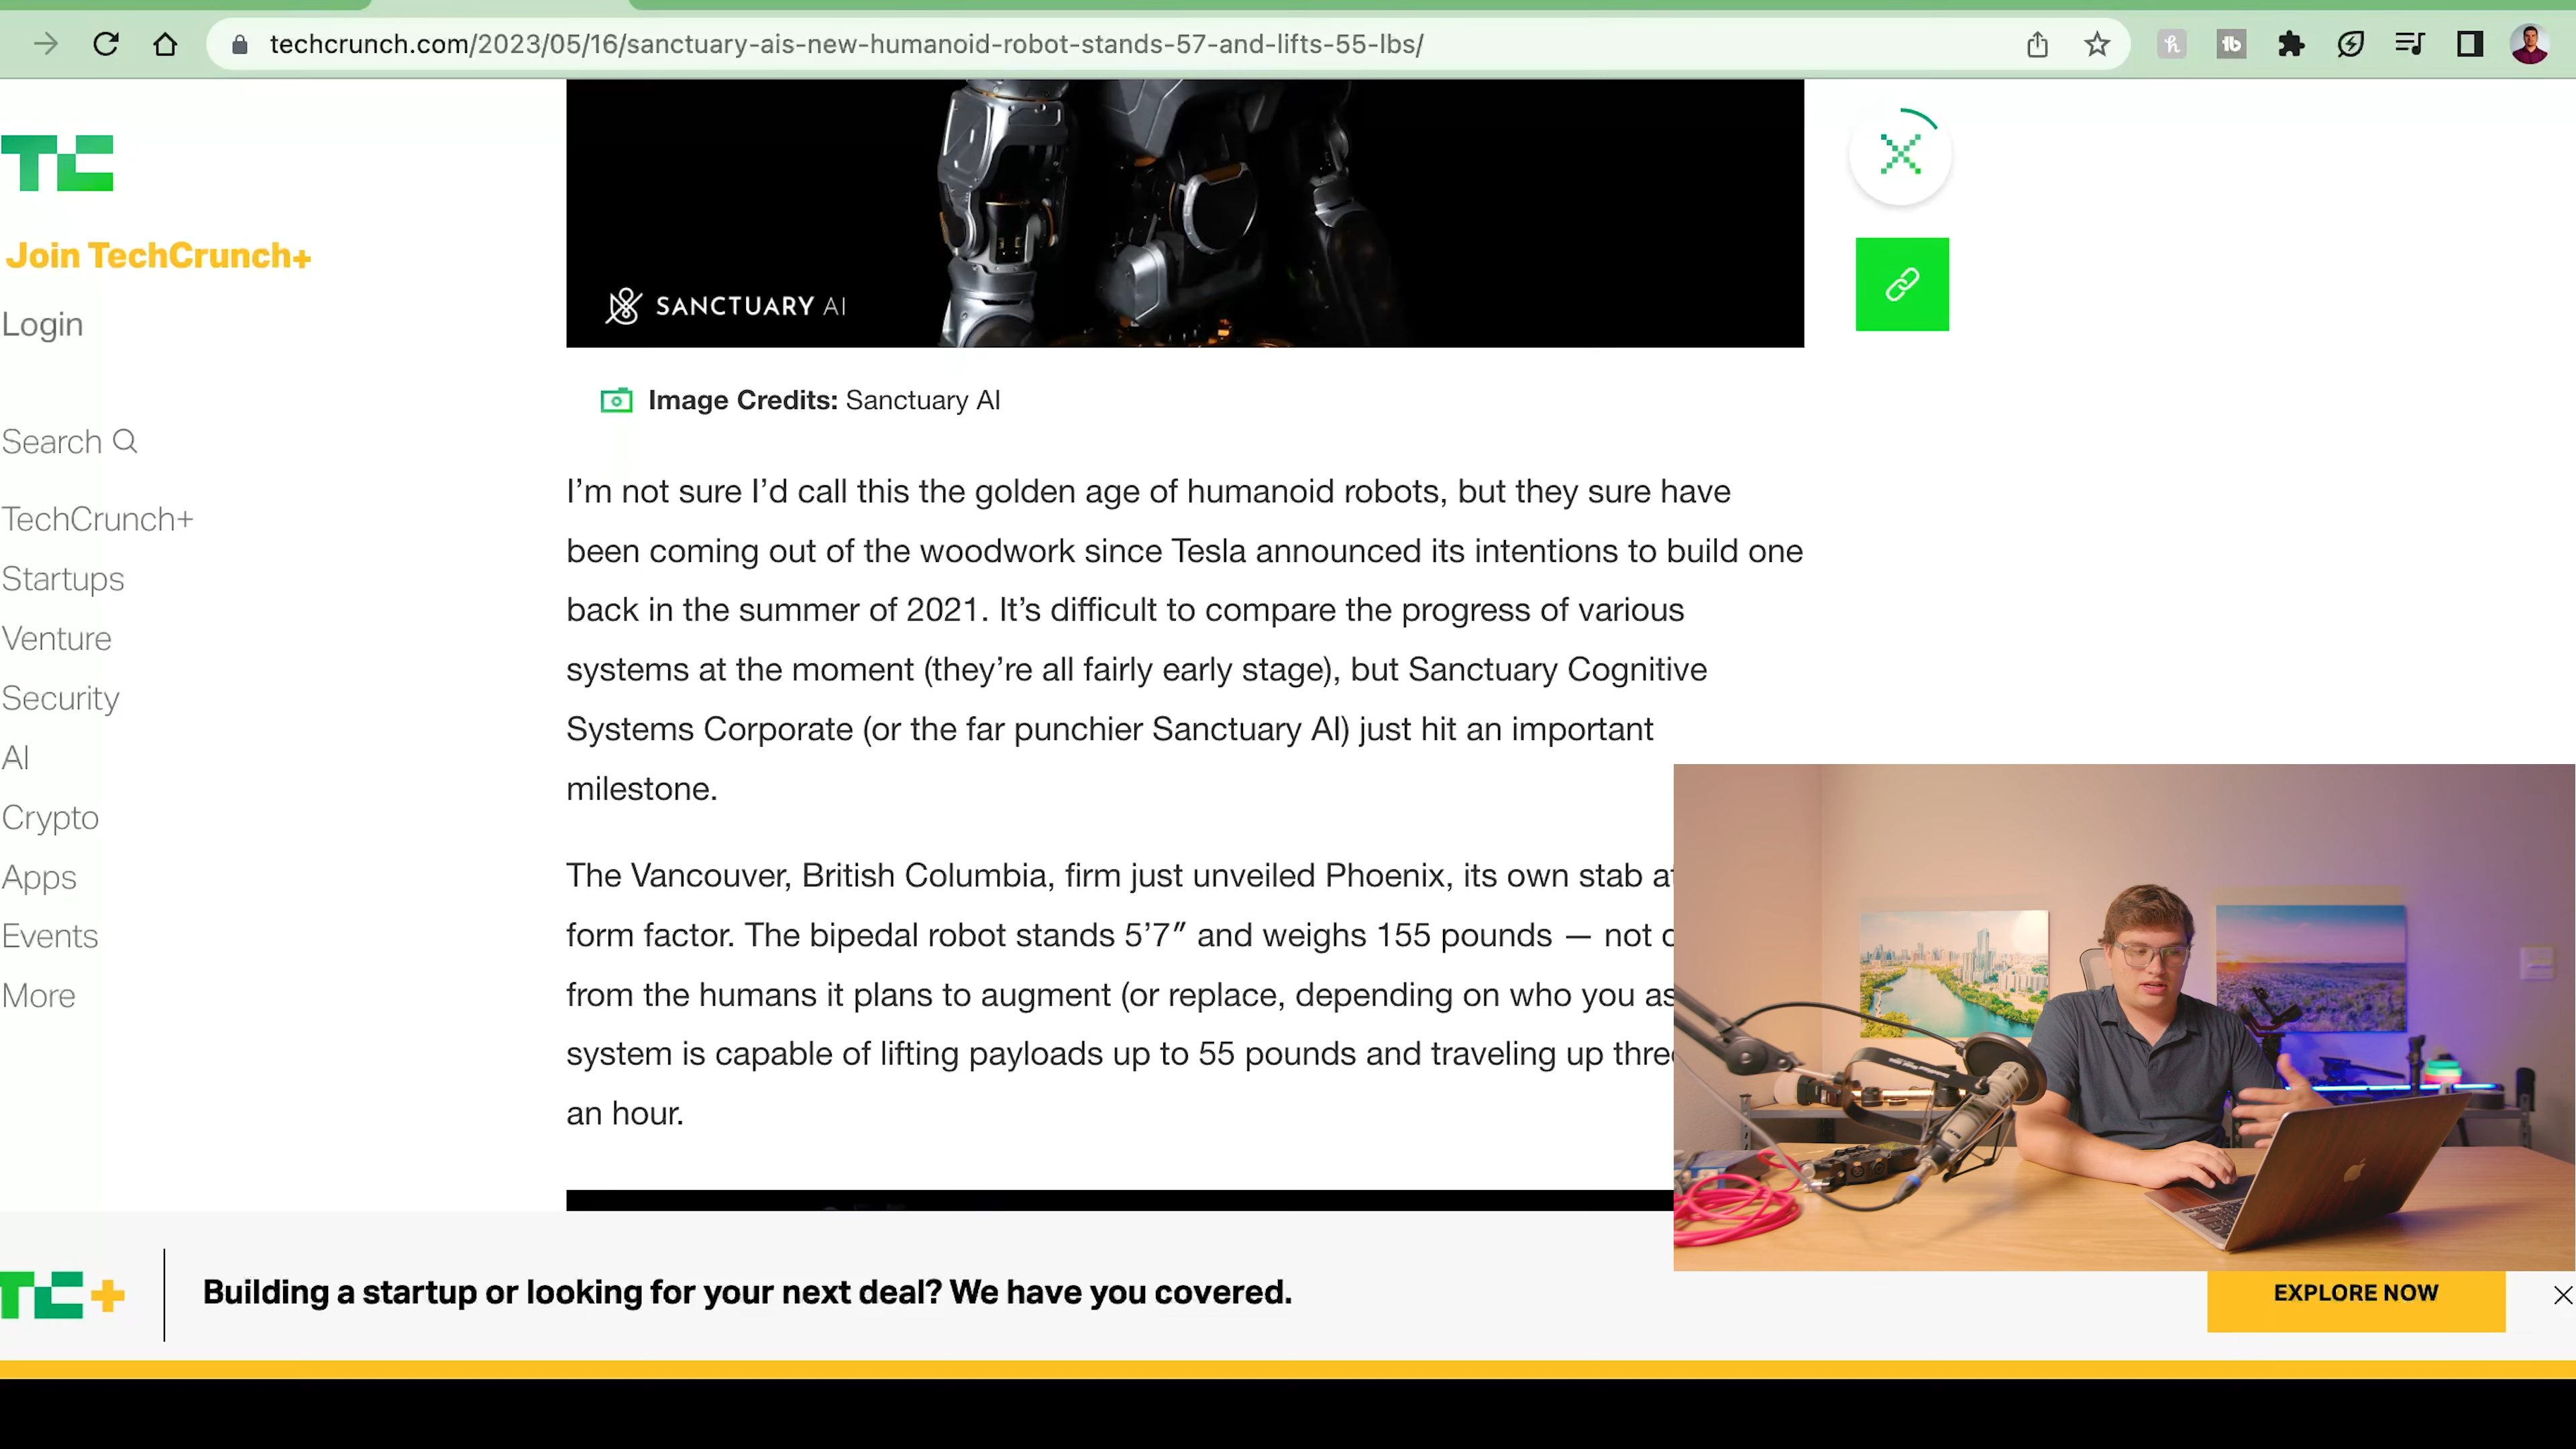 techcrunch.com/2023/05/16/sanctuary-ais-new-humanoid-robot-stands-57-and-lifts-55-lbs/
TC
Join TechCrunch+
Login
Search
TechCrunch+
Startups
Venture
Security
AI
Crypto
Apps
Events
More
SANCTUARY AI
Image Credits: Sanctuary AI
I'm not sure I'd call this the golden age of humanoid robots, but they sure have
been coming out of the woodwork since Tesla announced its intentions to build one
back in the summer of 2021. It's difficult to compare the progress of various
systems at the moment (they're all fairly early stage), but Sanctuary Cognitive
Systems Corporate (or the far punchier Sanctuary AI) just hit an important
milestone.
The Vancouver, British Columbia, firm just unveiled Phoenix, its own stab at
form factor. The bipedal robot stands 5'7″ and weighs 155 pounds — not
from the humans it plans to augment (or replace, depending on who you
system is capable of lifting payloads up to 55 pounds and traveling up
an hour.
TC+
Building a startup or looking for your next deal? We have you covered.
EXPLORE NOW